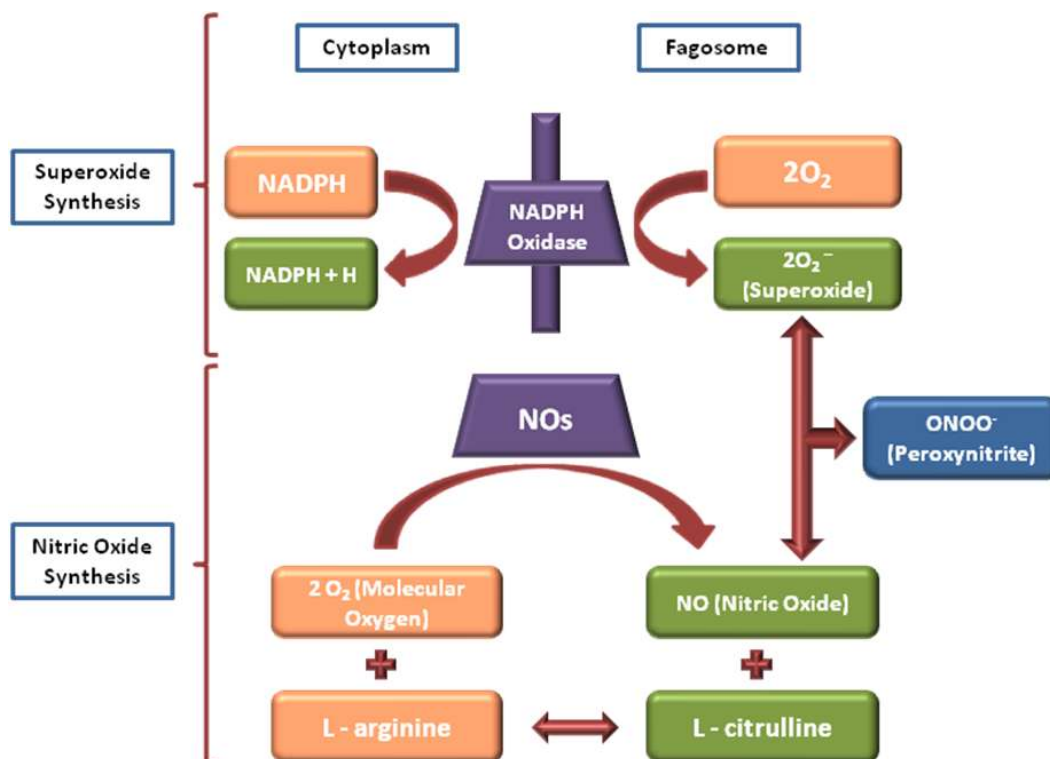 Cytoplasm
Fagosome
Superoxide
Synthesis
NADPH
NADPH
Oxidase
2O₂
NADPH + H
2O₂⁻
(Superoxide)
NOs
ONOO⁻
(Peroxynitrite)
Nitric Oxide
Synthesis
2 O₂ (Molecular
Oxygen)
NO (Nitric Oxide)
L - arginine
L - citrulline